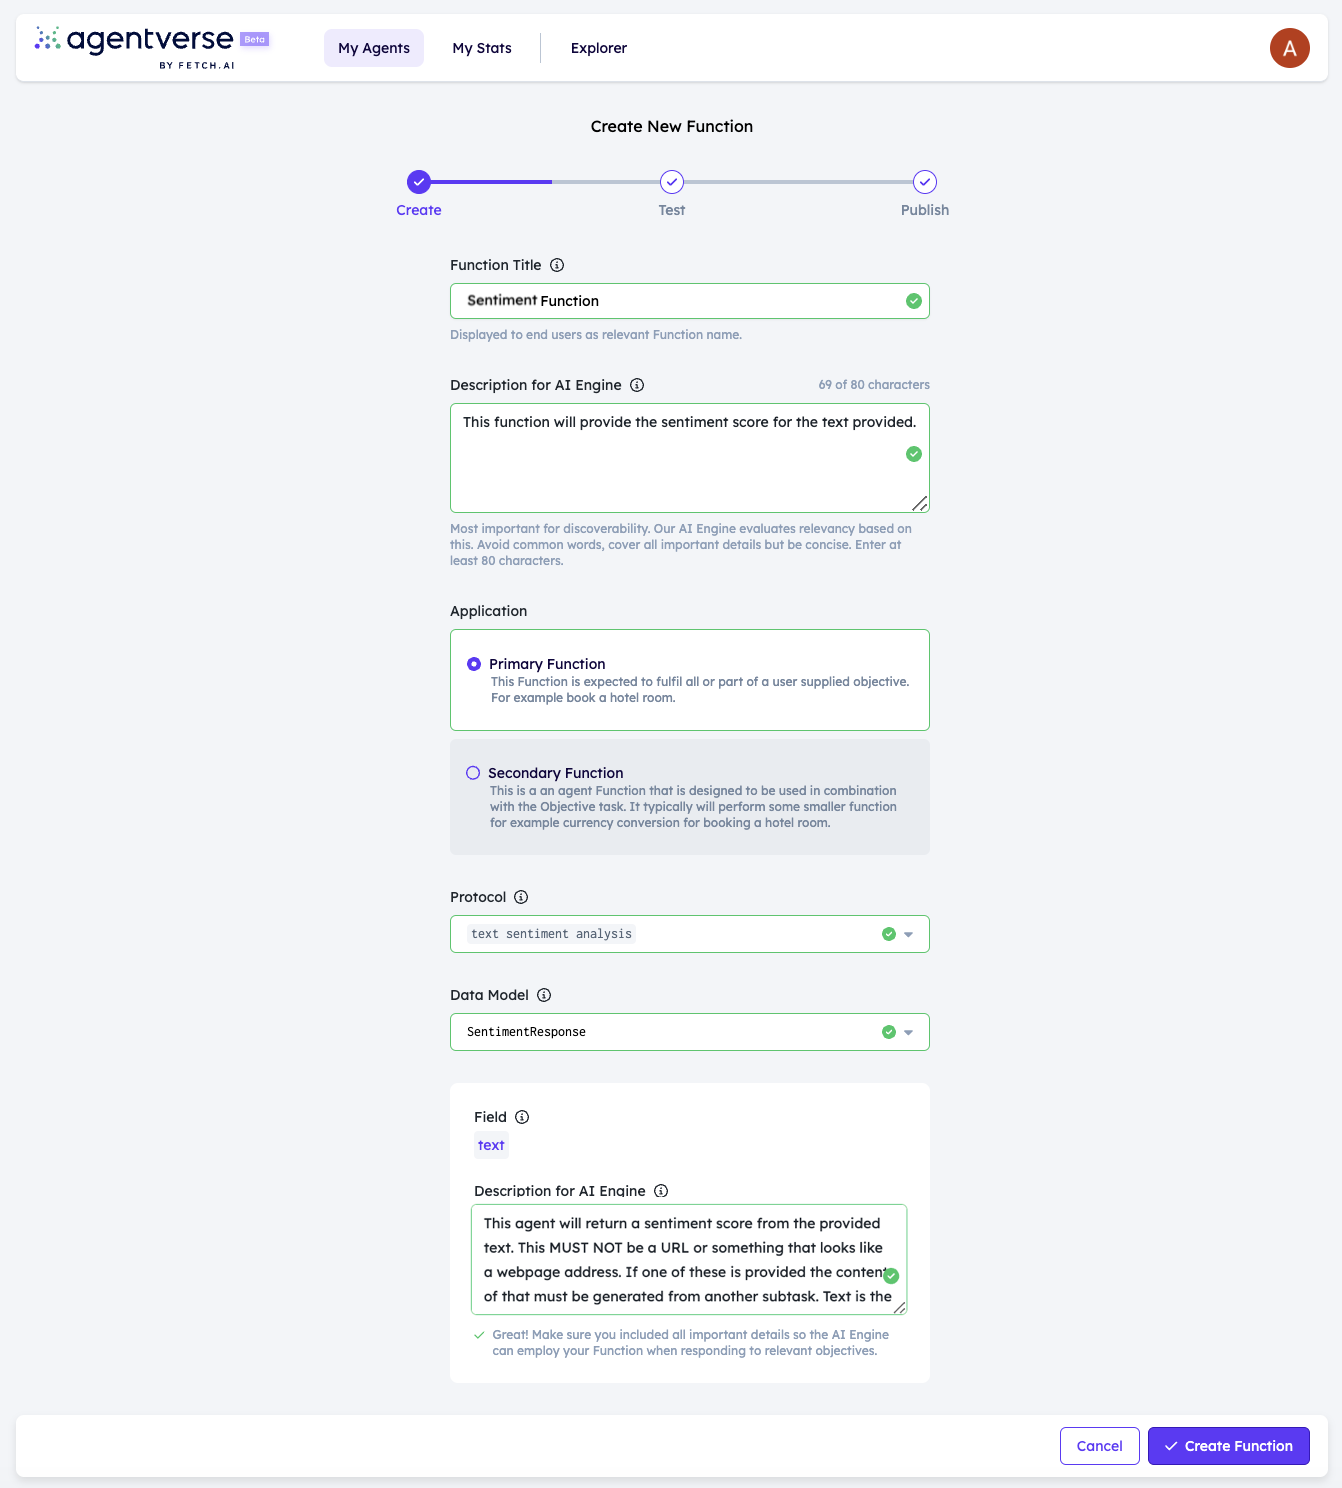 agentverse Beta
BY FETCH.AI
My Agents
My Stats
Explorer
A
Create New Function
Create
Test
Publish
Function Title
Sentiment Function
Displayed to end users as relevant Function name.
Description for AI Engine
69 of 80 characters
This function will provide the sentiment score for the text provided.
Most important for discoverability. Our AI Engine evaluates relevancy based on
this. Avoid common words, cover all important details but be concise. Enter at
least 80 characters.
Application
Primary Function
This Function is expected to fulfil all or part of a user supplied objective.
For example book a hotel room.
Secondary Function
This is a an agent Function that is designed to be used in combination
with the Objective task. It typically will perform some smaller function
for example currency conversion for booking a hotel room.
Protocol
text sentiment analysis
Data Model
SentimentResponse
Field
text
Description for AI Engine
This agent will return a sentiment score from the provided
text. This MUST NOT be a URL or something that looks like
a webpage address. If one of these is provided the content
of that must be generated from another subtask. Text is the
Great! Make sure you included all important details so the AI Engine
can employ your Function when responding to relevant objectives.
Cancel
Create Function